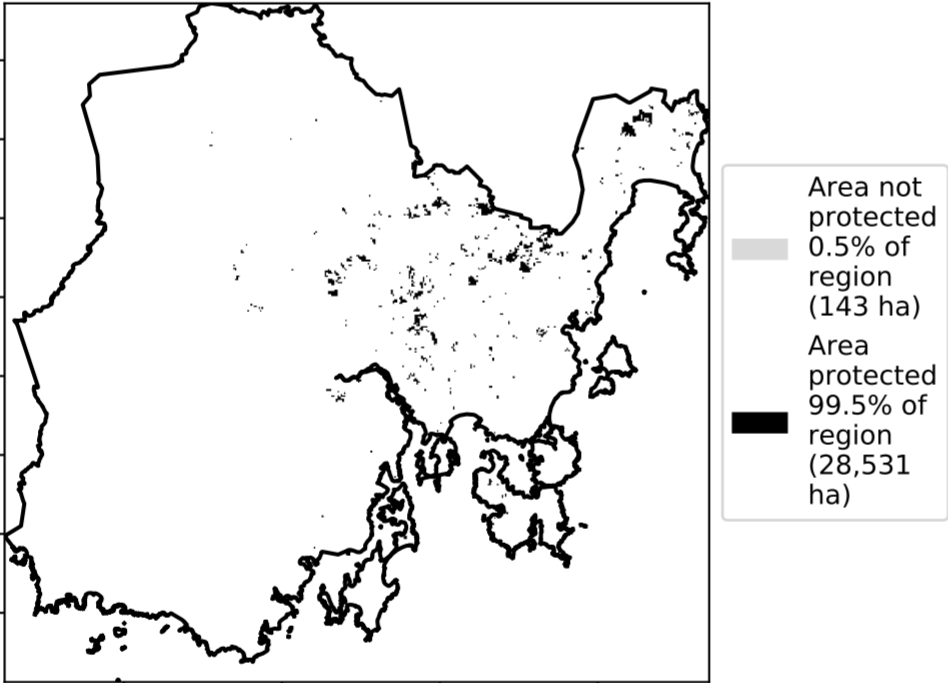 Area not
protected
0.5% of
region
(143 ha)
Area
protected
99.5% of
region
(28,531
ha)